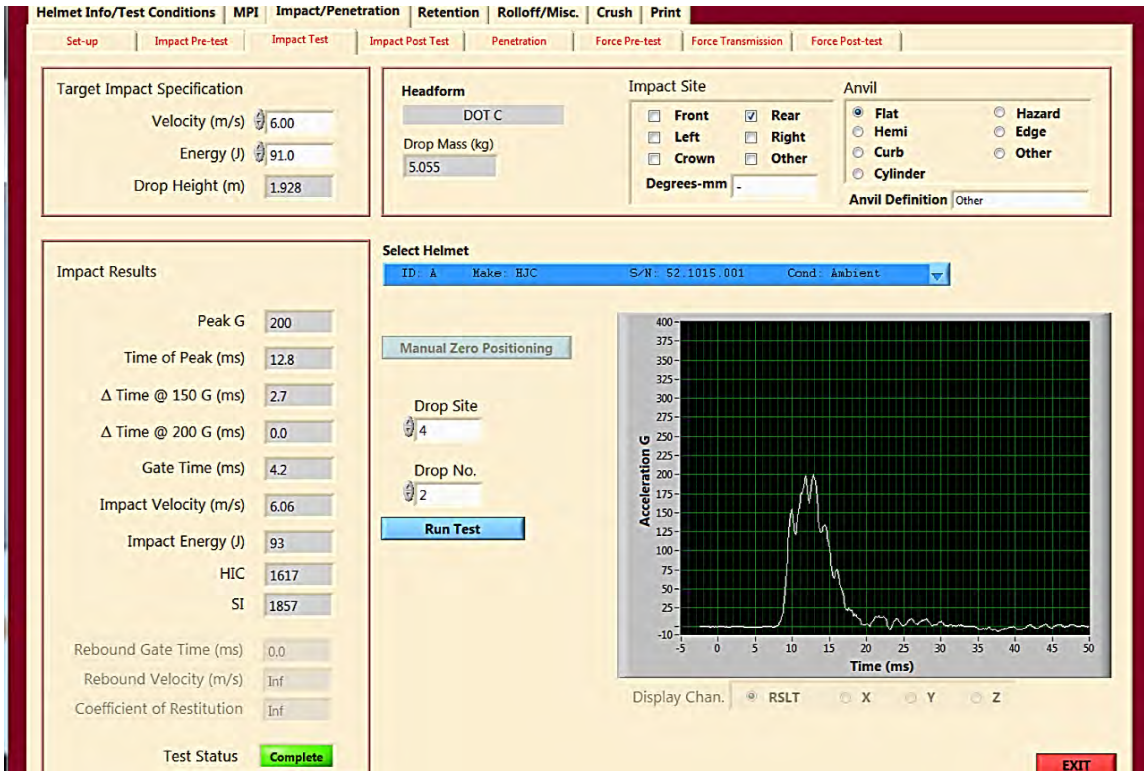 Helmet Info/Test Conditions MPI Impact/Penetration Retention Rolloff/Misc. Crush Print
Set-up Impact Pre-test Impact Test Impact Post Test Penetration Force Pre-test Force Transmission Force Post-test
Target Impact Specification
Velocity (m/s) 6.00
Energy (J) 91.0
Drop Height (m) 1.928
Headform
DOT C
Drop Mass (kg)
5.055
Impact Site
Front Rear
Left Right
Crown Other
Degrees-mm -
Anvil
Flat Hazard
Hemi Edge
Curb Other
Cylinder
Anvil Definition Other
Impact Results
Peak G 200
Time of Peak (ms) 12.8
Δ Time @ 150 G (ms) 2.7
Δ Time @ 200 G (ms) 0.0
Gate Time (ms) 4.2
Impact Velocity (m/s) 6.06
Impact Energy (J) 93
HIC 1617
SI 1857
Rebound Gate Time (ms) 0.0
Rebound Velocity (m/s) Inf
Coefficient of Restitution Inf
Test Status Complete
Select Helmet
ID: A Make: HJC S/N: 52.1015.001 Cond: Ambient
Manual Zero Positioning
Drop Site
4
Drop No.
2
Run Test
Acceleration G
400
375
350
325
300
275
250
225
200
175
150
125
100
75
50
25
-10
-5 0 5 10 15 20 25 30 35 40 45 50
Time (ms)
Display Chan. RSLT X Y Z
EXIT